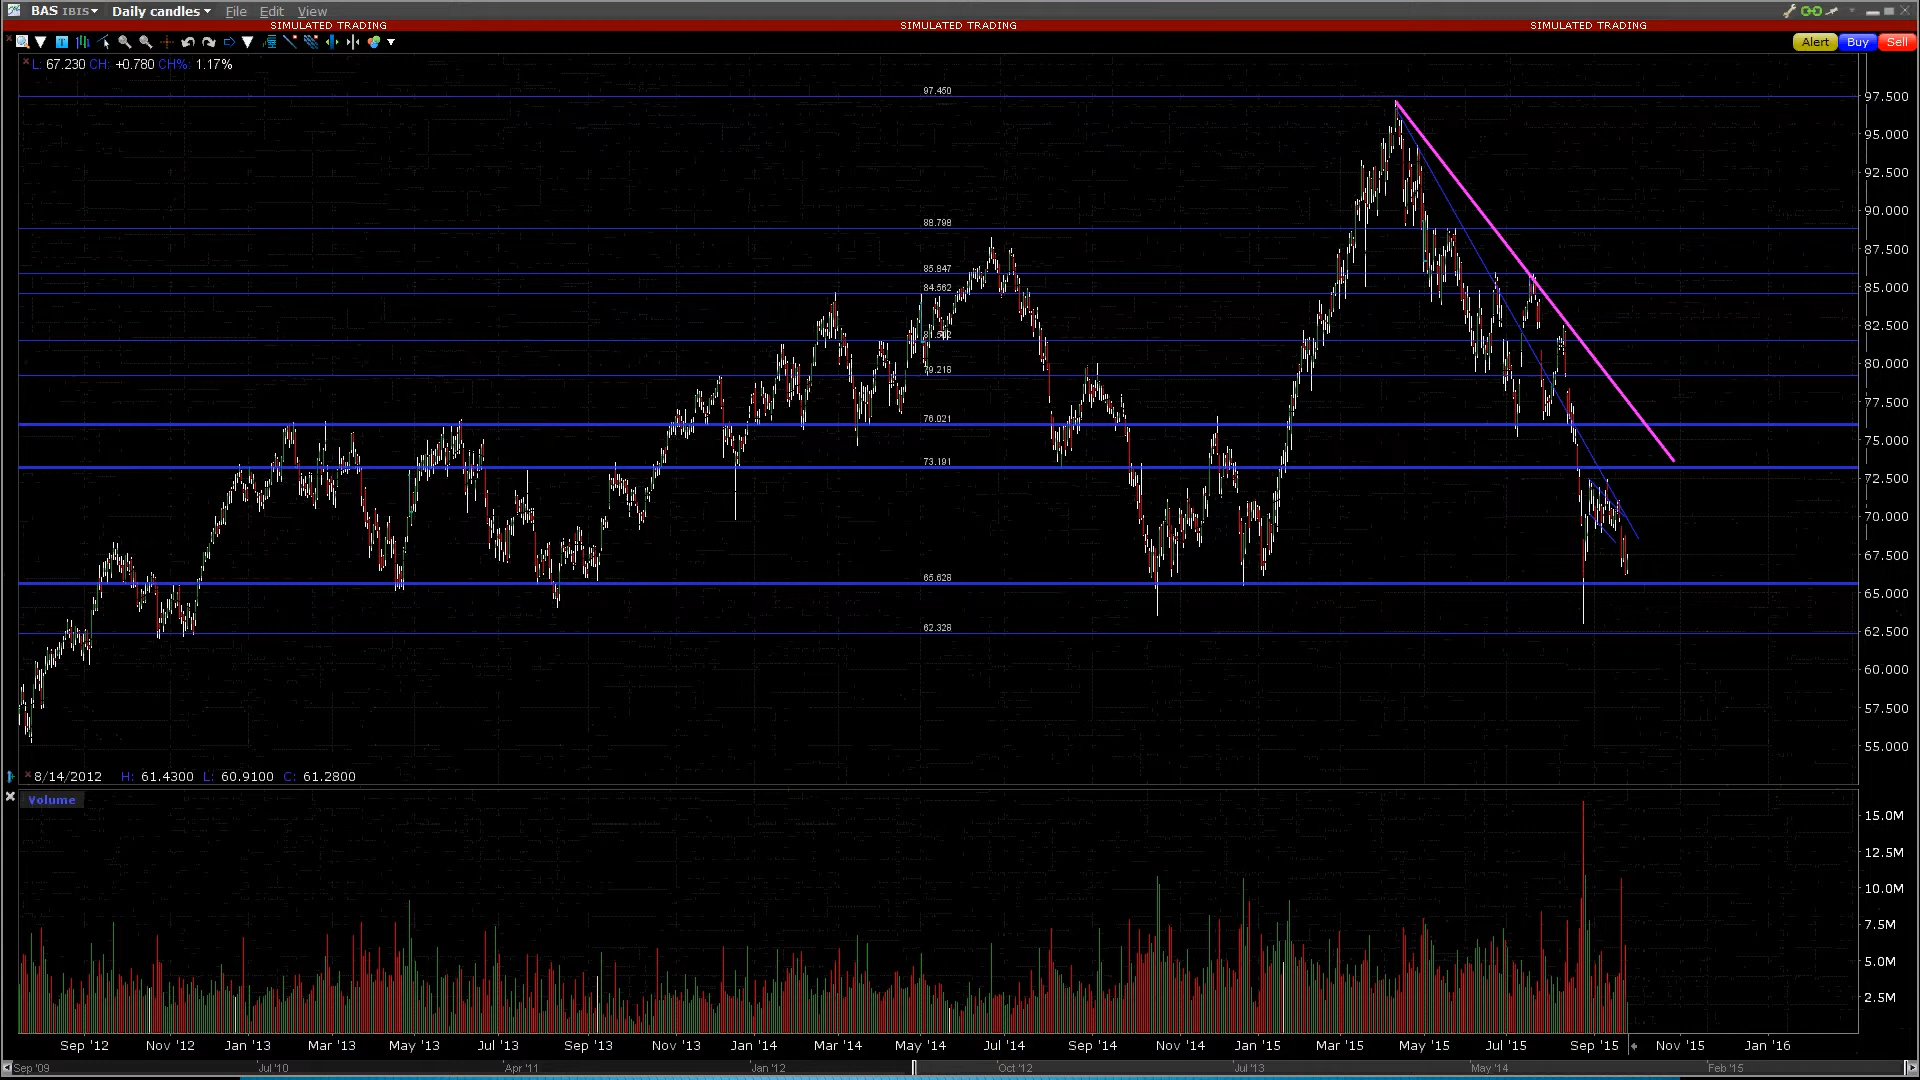 BAS IBIS Daily candles File Edit View
SIMULATED TRADING SIMULATED TRADING SIMULATED TRADING
Alert Buy Sell
L: 67.230 CH: +0.780 CH%: 1.17%
97.450
97.500
95.000
92.500
90.000
88.798
87.500
85.847
85.000
84.562
82.500
80.000
79.218
77.500
76.021
75.000
73.191
72.500
70.000
67.500
65.628
65.000
62.328
62.500
60.000
57.500
55.000
8/14/2012 H: 61.4300 L: 60.9100 C: 61.2800
Volume
15.0M
12.5M
10.0M
7.5M
5.0M
2.5M
Sep '12 Nov '12 Jan '13 Mar '13 May '13 Jul '13 Sep '13 Nov '13 Jan '14 Mar '14 May '14 Jul '14 Sep '14 Nov '14 Jan '15 Mar '15 May '15 Jul '15 Sep '15 Nov '15 Jan '16
Sep '09 Jul '10 Apr '11 Jan '12 Oct '12 Jul '13 May '14 Feb '15